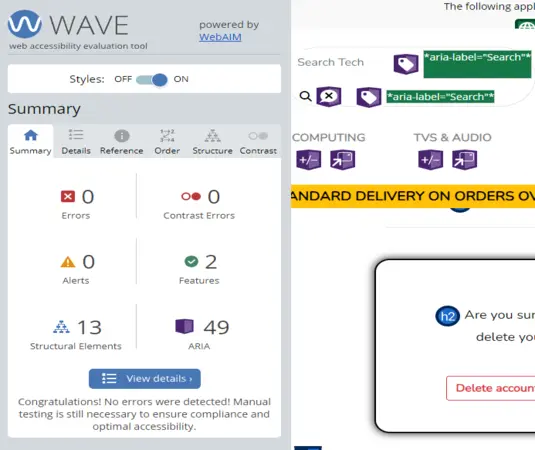 WAVE
web accessibility evaluation tool
powered by
WebAIM
Styles: OFF ON
Summary
Summary Details Reference Order Structure Contrast
0
Errors
0
Contrast Errors
0
Alerts
2
Features
13
Structural Elements
49
ARIA
View details ›
Congratulations! No errors were detected! Manual
testing is still necessary to ensure compliance and
optimal accessibility.
The following appl
Search Tech
*aria-label="Search"*
*aria-label="Search"*
COMPUTING
TVS & AUDIO
+/-
+/-
ANDARD DELIVERY ON ORDERS OV
h2 Are you sur
delete you
Delete accoun